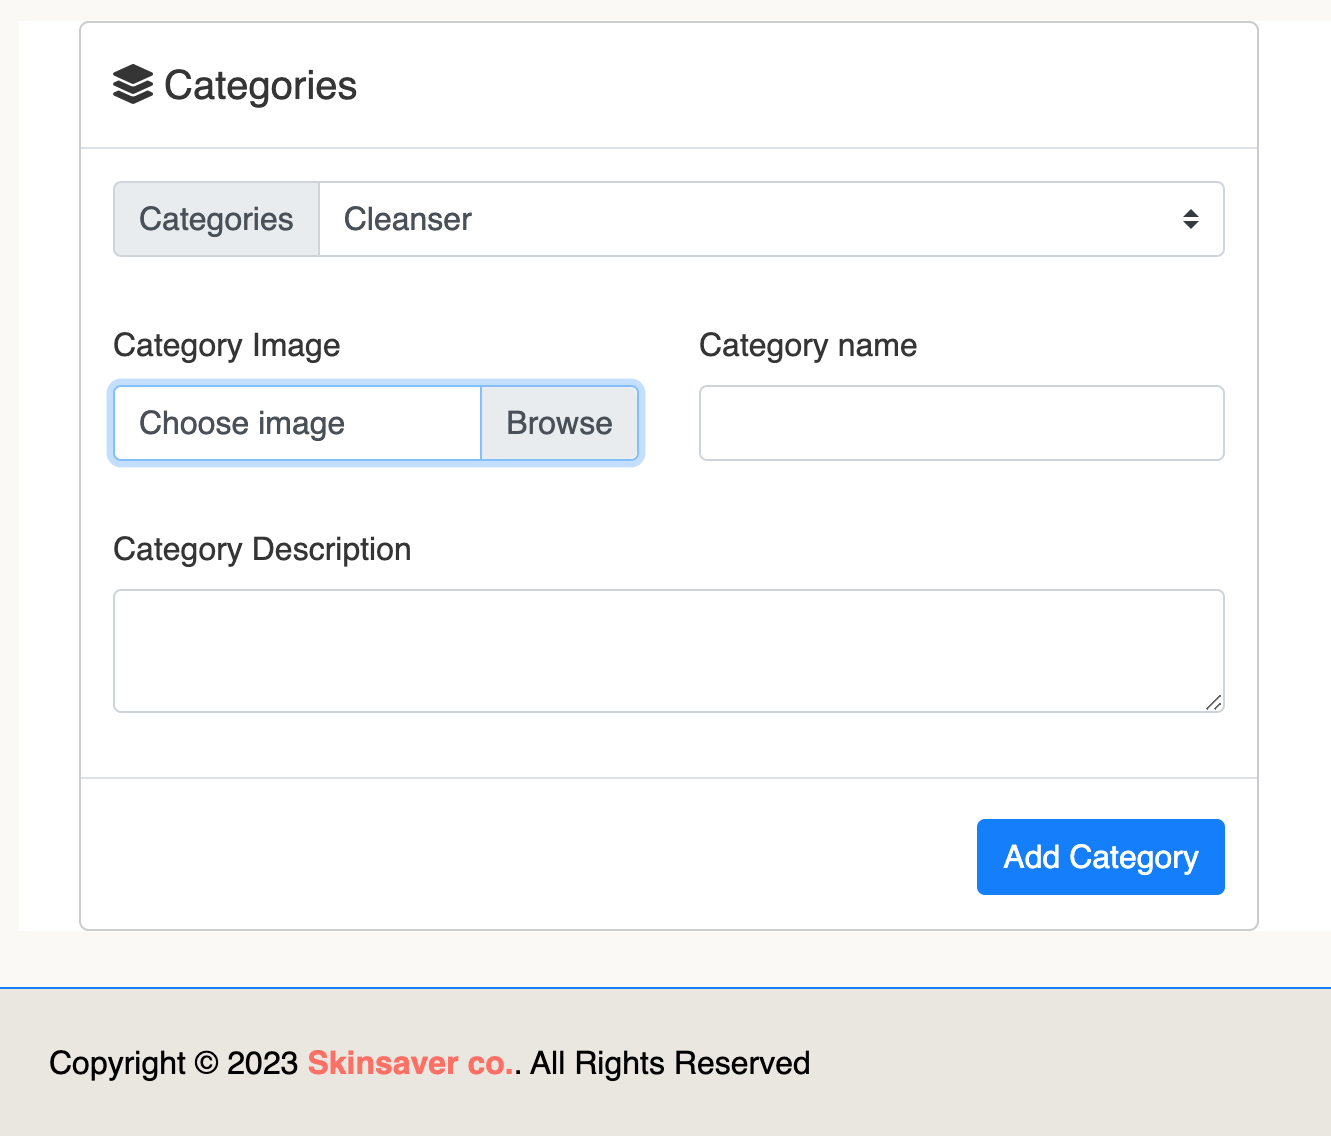 Categories
Categories Cleanser
Category Image Category name
Choose image Browse
Category Description
Add Category
Copyright © 2023 Skinsaver co.. All Rights Reserved